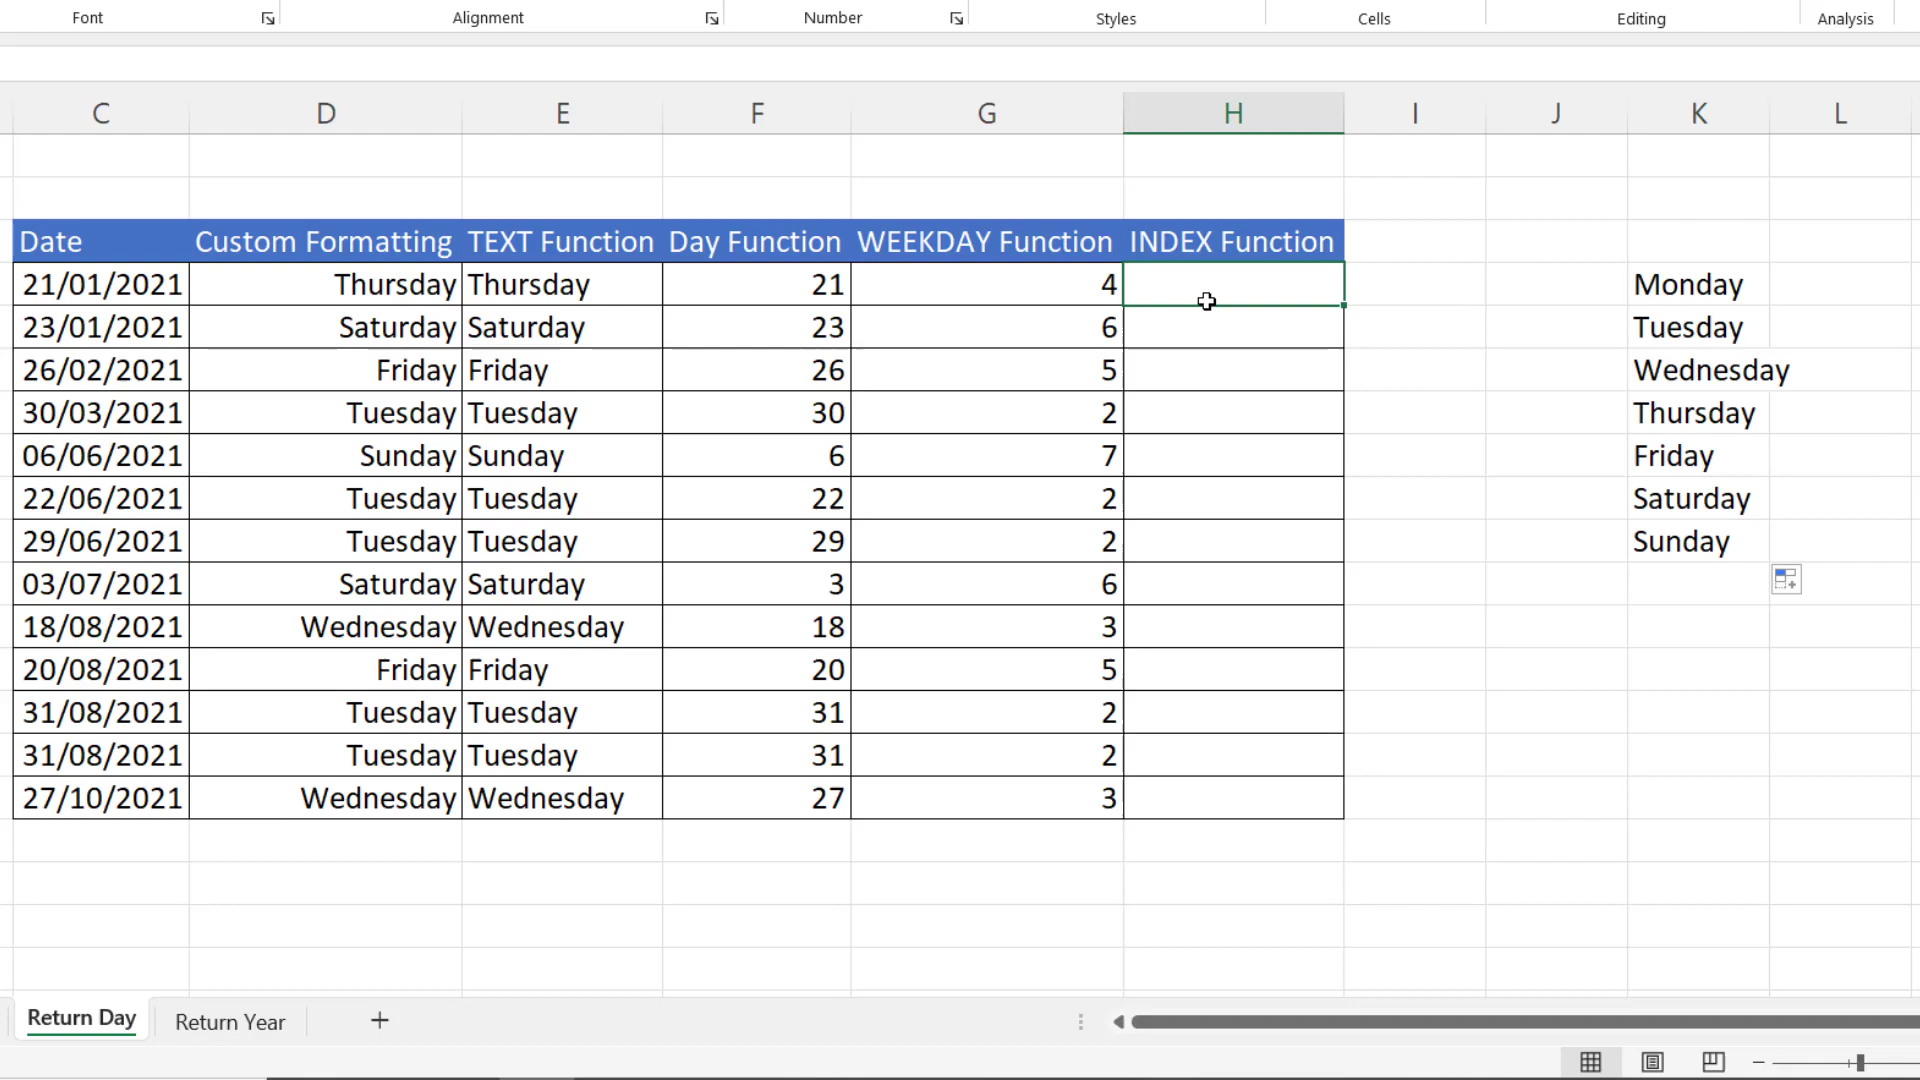 Font Alignment Number Styles Cells Editing Analysis
C D E F G H I J K L
Date Custom Formatting TEXT Function Day Function WEEKDAY Function INDEX Function
21/01/2021 Thursday Thursday 21 4 Monday
23/01/2021 Saturday Saturday 23 6 Tuesday
26/02/2021 Friday Friday 26 5 Wednesday
30/03/2021 Tuesday Tuesday 30 2 Thursday
06/06/2021 Sunday Sunday 6 7 Friday
22/06/2021 Tuesday Tuesday 22 2 Saturday
29/06/2021 Tuesday Tuesday 29 2 Sunday
03/07/2021 Saturday Saturday 3 6
18/08/2021 Wednesday Wednesday 18 3
20/08/2021 Friday Friday 20 5
31/08/2021 Tuesday Tuesday 31 2
31/08/2021 Tuesday Tuesday 31 2
27/10/2021 Wednesday Wednesday 27 3
Return Day Return Year